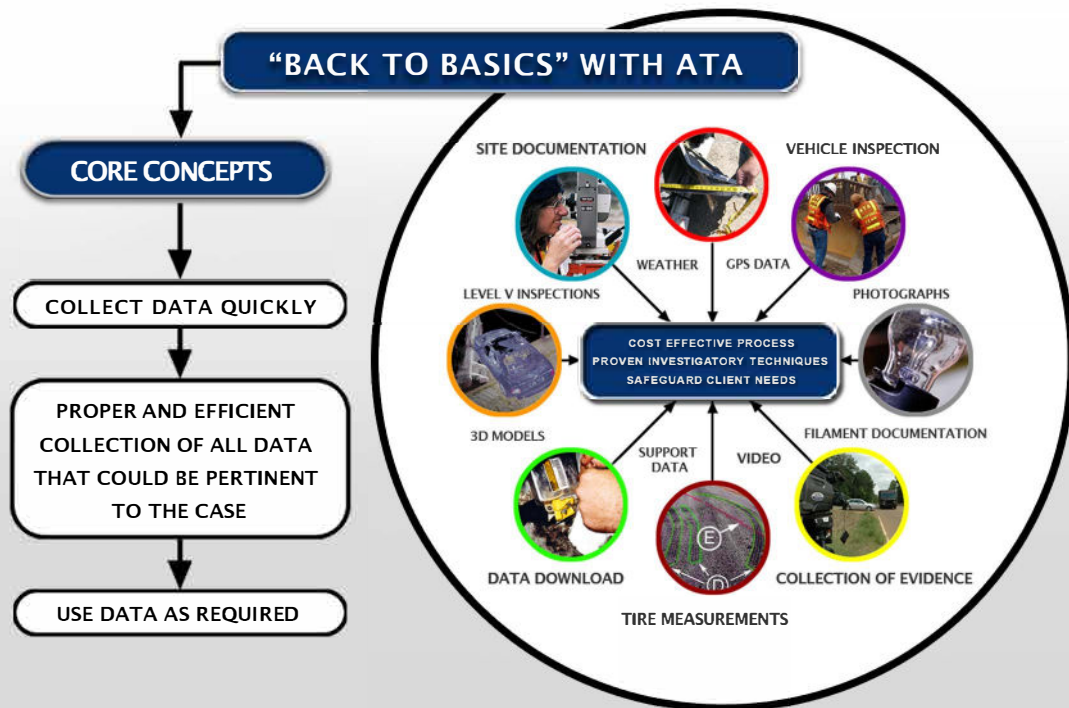 “BACK TO BASICS” WITH ATA
CORE CONCEPTS
COLLECT DATA QUICKLY
PROPER AND EFFICIENT
COLLECTION OF ALL DATA
THAT COULD BE PERTINENT
TO THE CASE
USE DATA AS REQUIRED
SITE DOCUMENTATION
VEHICLE INSPECTION
WEATHER
GPS DATA
LEVEL V INSPECTIONS
PHOTOGRAPHS
COST EFFECTIVE PROCESS
PROVEN INVESTIGATORY TECHNIQUES
SAFEGUARD CLIENT NEEDS
3D MODELS
FILAMENT DOCUMENTATION
SUPPORT
DATA
VIDEO
E
D
DATA DOWNLOAD
COLLECTION OF EVIDENCE
TIRE MEASUREMENTS